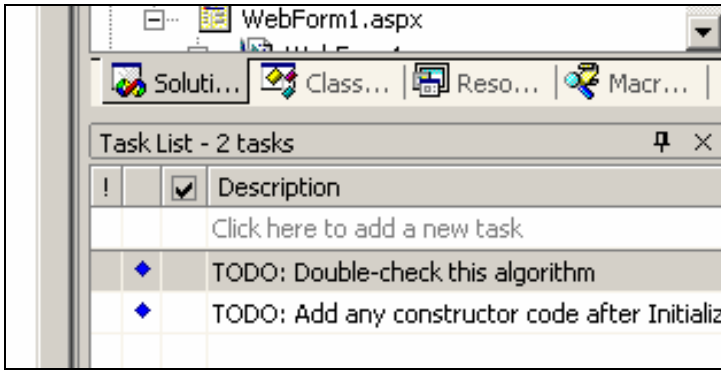 WebForm1.aspx
Soluti... Class... Reso... Macr...
Task List - 2 tasks
! Description
Click here to add a new task
TODO: Double-check this algorithm
TODO: Add any constructor code after Initializ